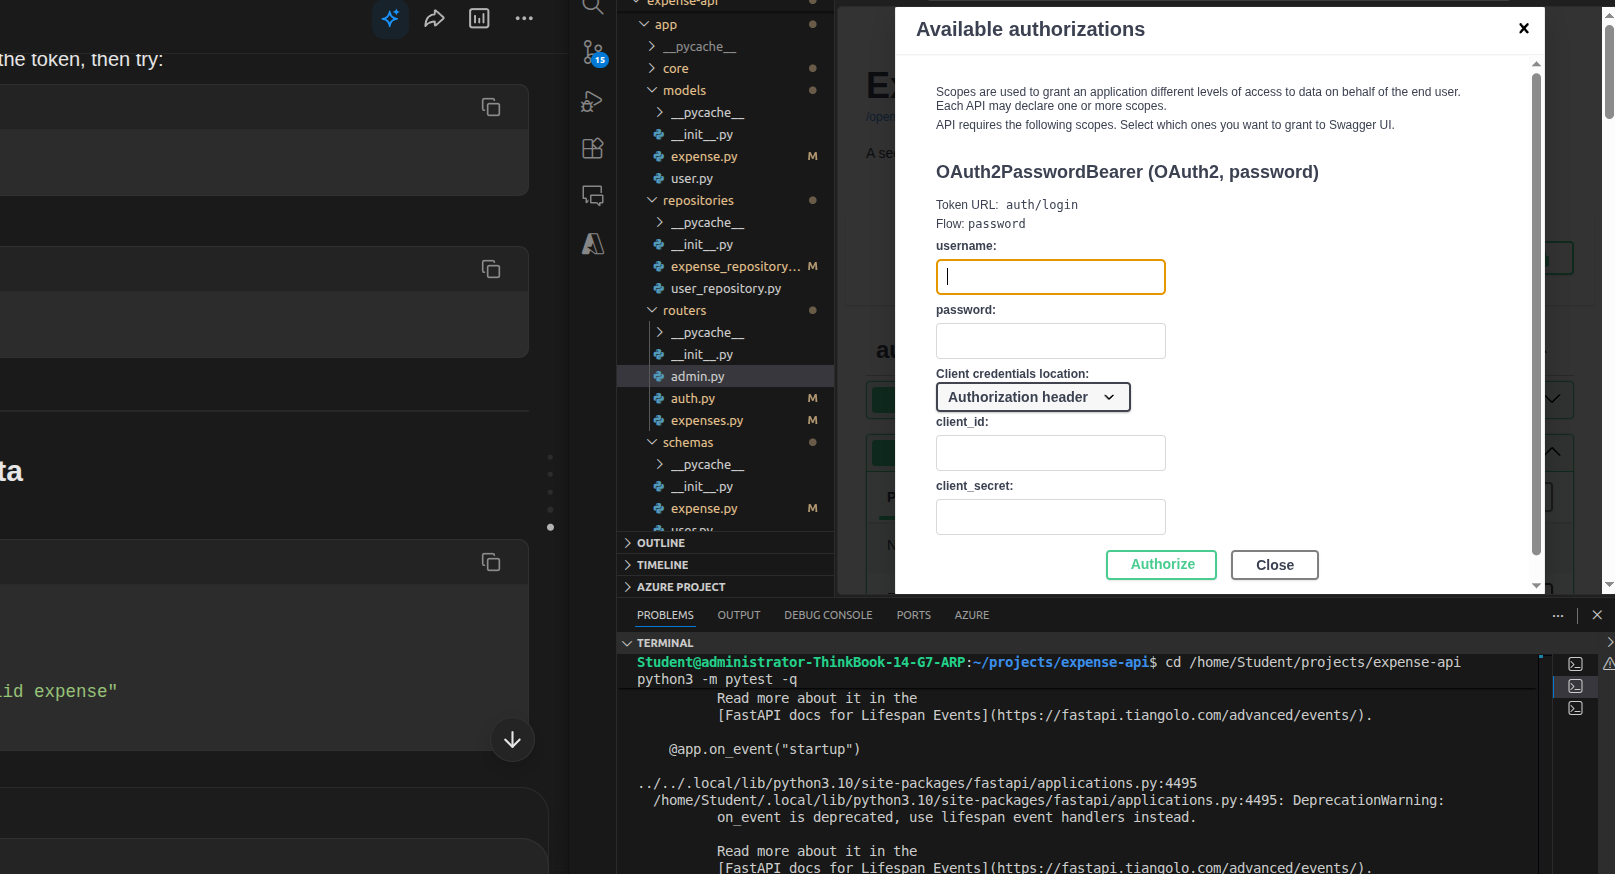 the token, then try:
ta
lid expense"
expense-api
app
__pycache__
core
models
__pycache__
__init__.py
expense.py M
user.py
repositories
__pycache__
__init__.py
expense_repository... M
user_repository.py
routers
__pycache__
__init__.py
admin.py
auth.py M
expenses.py M
schemas
__pycache__
__init__.py
expense.py M
user.py
15
OUTLINE
TIMELINE
AZURE PROJECT
Available authorizations
Scopes are used to grant an application different levels of access to data on behalf of the end user.
Each API may declare one or more scopes.
API requires the following scopes. Select which ones you want to grant to Swagger UI.
OAuth2PasswordBearer (OAuth2, password)
Token URL: auth/login
Flow: password
username:
password:
Client credentials location:
Authorization header
client_id:
client_secret:
Authorize Close
/open
A se
au
PROBLEMS OUTPUT DEBUG CONSOLE PORTS AZURE
TERMINAL
Student@administrator-ThinkBook-14-G7-ARP:~/projects/expense-api$ cd /home/Student/projects/expense-api
python3 -m pytest -q
Read more about it in the
[FastAPI docs for Lifespan Events](https://fastapi.tiangolo.com/advanced/events/).
@app.on_event("startup")
../../.local/lib/python3.10/site-packages/fastapi/applications.py:4495
/home/Student/.local/lib/python3.10/site-packages/fastapi/applications.py:4495: DeprecationWarning:
on_event is deprecated, use lifespan event handlers instead.
Read more about it in the
[FastAPI docs for Lifespan Events](https://fastapi.tiangolo.com/advanced/events/).